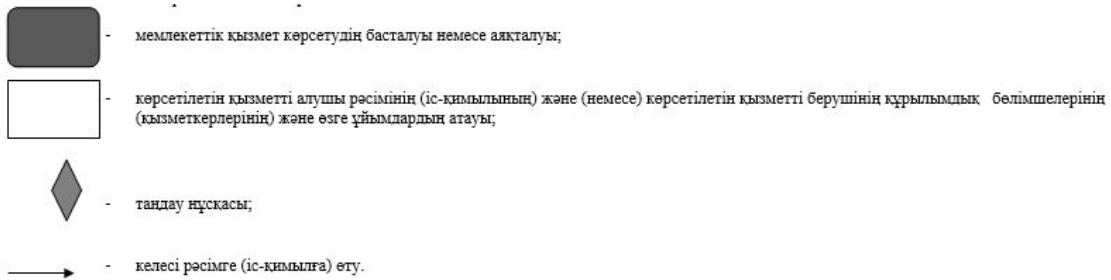 - мемлекеттік қызмет көрсетудің басталуы немесе аяқталуы;
- көрсетілетін қызметті алушы рәсімінің (іс-қимылының) және (немесе) көрсетілетін қызметті берушінің құрылымдық бөлімшелерінің
(қызметкерлерінің) және өзге ұйымдардың атауы;
- таңдау нұсқасы;
- келесі рәсімге (іс-қимылға) өту.